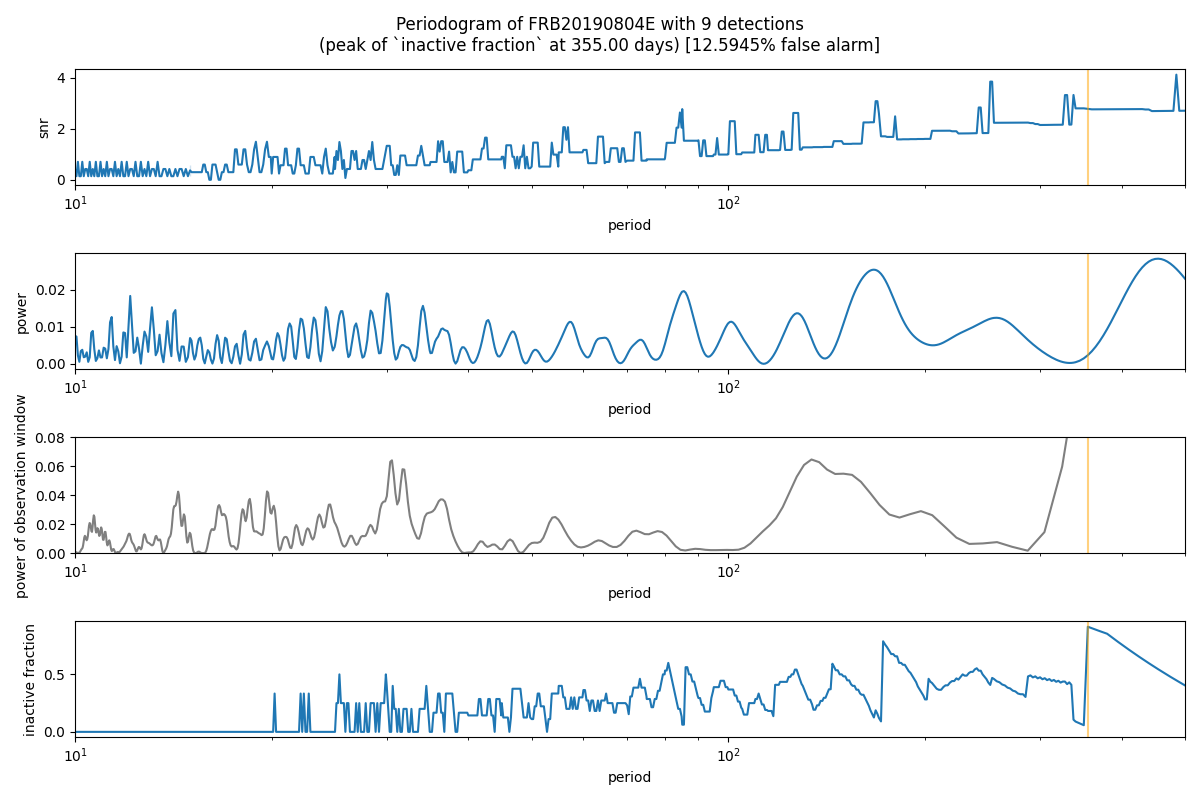 Periodogram of FRB20190804E with 9 detections
(peak of `inactive fraction` at 355.00 days) [12.5945% false alarm]
snr
4
2
0
10¹
10²
period
power
0.02
0.01
0.00
10¹
10²
period
power of observation window
0.08
0.06
0.04
0.02
0.00
10¹
10²
period
inactive fraction
0.5
0.0
10¹
10²
period